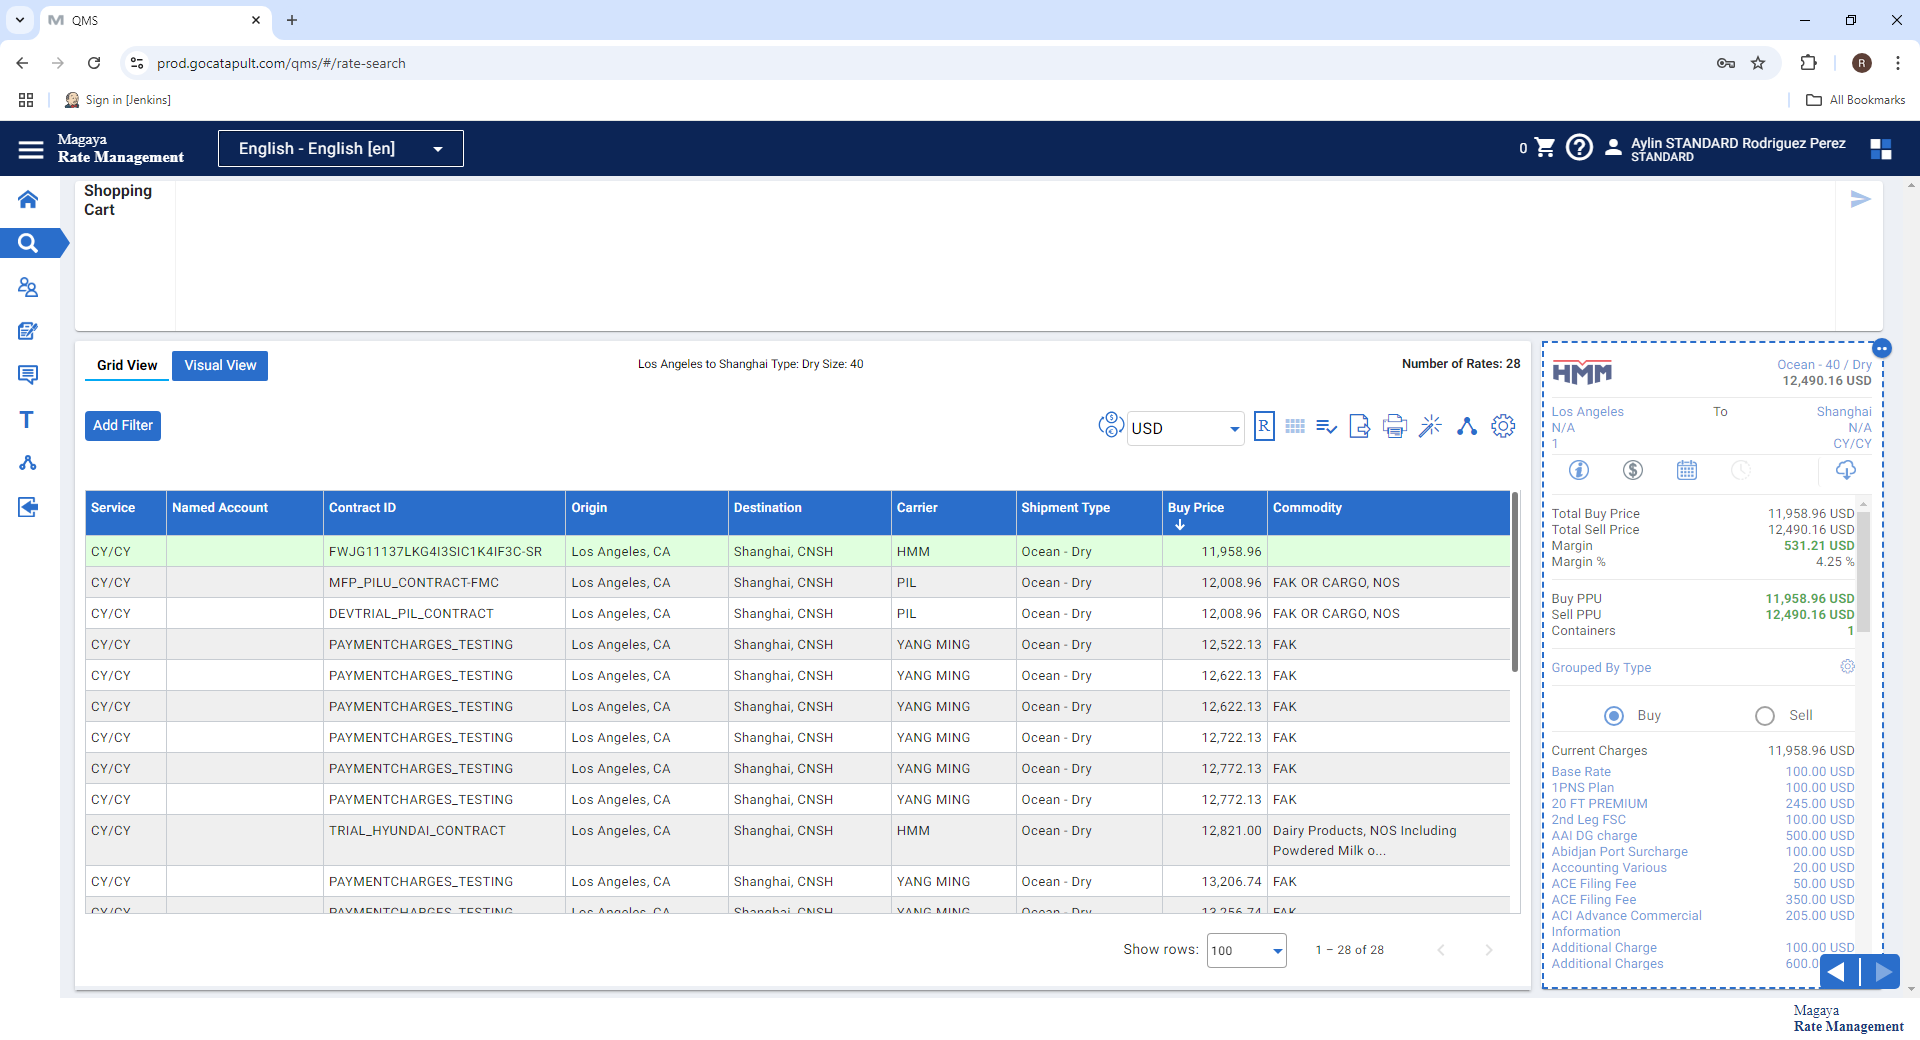 QMS
prod.gocatapult.com/qms/#/rate-search
R
Sign in [Jenkins]
All Bookmarks
Magaya
Rate Management
English - English [en]
0
Aylin STANDARD Rodriguez Perez
STANDARD
Shopping
Cart
Grid View
Visual View
Los Angeles to Shanghai Type: Dry Size: 40
Number of Rates: 28
Add Filter
USD
R
Service Named Account Contract ID Origin Destination Carrier Shipment Type Buy Price Commodity
CY/CY FWJG11137LKG4I3SIC1K4IF3C-SR Los Angeles, CA Shanghai, CNSH HMM Ocean - Dry 11,958.96
CY/CY MFP_PILU_CONTRACT-FMC Los Angeles, CA Shanghai, CNSH PIL Ocean - Dry 12,008.96 FAK OR CARGO, NOS
CY/CY DEVTRIAL_PIL_CONTRACT Los Angeles, CA Shanghai, CNSH PIL Ocean - Dry 12,008.96 FAK OR CARGO, NOS
CY/CY PAYMENTCHARGES_TESTING Los Angeles, CA Shanghai, CNSH YANG MING Ocean - Dry 12,522.13 FAK
CY/CY PAYMENTCHARGES_TESTING Los Angeles, CA Shanghai, CNSH YANG MING Ocean - Dry 12,622.13 FAK
CY/CY PAYMENTCHARGES_TESTING Los Angeles, CA Shanghai, CNSH YANG MING Ocean - Dry 12,622.13 FAK
CY/CY PAYMENTCHARGES_TESTING Los Angeles, CA Shanghai, CNSH YANG MING Ocean - Dry 12,722.13 FAK
CY/CY PAYMENTCHARGES_TESTING Los Angeles, CA Shanghai, CNSH YANG MING Ocean - Dry 12,772.13 FAK
CY/CY PAYMENTCHARGES_TESTING Los Angeles, CA Shanghai, CNSH YANG MING Ocean - Dry 12,772.13 FAK
CY/CY TRIAL_HYUNDAI_CONTRACT Los Angeles, CA Shanghai, CNSH HMM Ocean - Dry 12,821.00 Dairy Products, NOS Including
Powdered Milk o...
CY/CY PAYMENTCHARGES_TESTING Los Angeles, CA Shanghai, CNSH YANG MING Ocean - Dry 13,206.74 FAK
CY/CY PAYMENTCHARGES_TESTING Los Angeles, CA Shanghai, CNSH YANG MING Ocean - Dry 13,256.74 FAK
Show rows: 100 1 – 28 of 28
HMM
Ocean - 40 / Dry
12,490.16 USD
Los Angeles To Shanghai
N/A N/A
1 CY/CY
Total Buy Price 11,958.96 USD
Total Sell Price 12,490.16 USD
Margin 531.21 USD
Margin % 4.25 %
Buy PPU 11,958.96 USD
Sell PPU 12,490.16 USD
Containers 1
Grouped By Type
Buy Sell
Current Charges 11,958.96 USD
Base Rate 100.00 USD
1PNS Plan 100.00 USD
20 FT PREMIUM 245.00 USD
2nd Leg FSC 100.00 USD
AAI DG charge 500.00 USD
Abidjan Port Surcharge 100.00 USD
Accounting Various 20.00 USD
ACE Filing Fee 50.00 USD
ACE Filing Fee 350.00 USD
ACI Advance Commercial 205.00 USD
Information
Additional Charge 100.00 USD
Additional Charges 600.0
Magaya
Rate Management